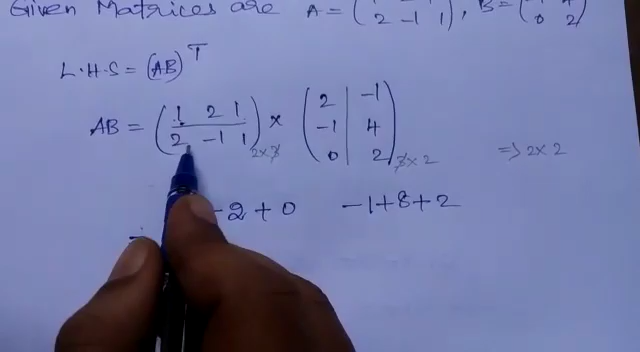 Given Matrices are A = ( 2 -1 1 ), B = ( 0 2 )
L.H.S = (AB)ᵀ
AB = ( 1 2 1 × ( 2 | -1
2 -1 1 )2×3 -1 | 4
0 | 2 )3×2 => 2×2
-2+0 -1+8+2